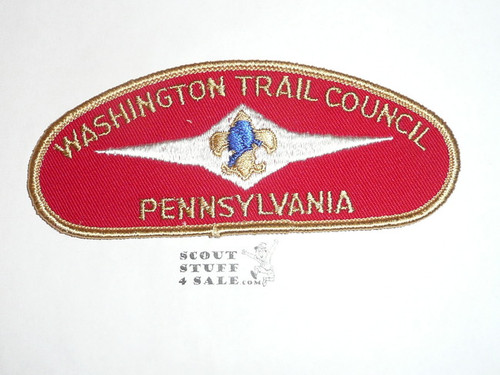 WASHINGTON TRAIL COUNCIL
PENNSYLVANIA
SCOUT
STUFF
4 SALE.COM